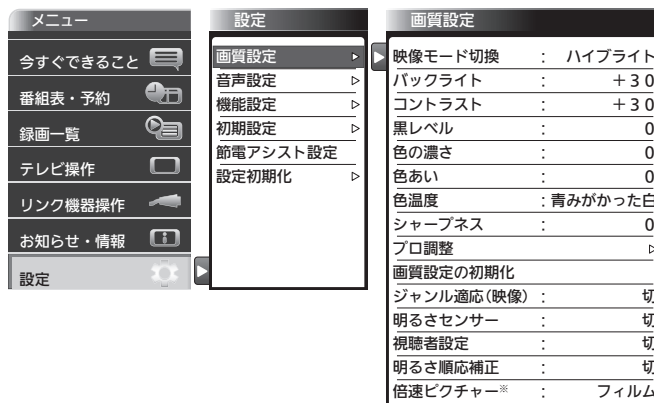 メニュー
今すぐできること
番組表・予約
録画一覧
テレビ操作
リンク機器操作
お知らせ・情報
設定
設定
画質設定
音声設定
機能設定
初期設定
節電アシスト設定
設定初期化
画質設定
映像モード切換 : ハイブライト
バックライト : +30
コントラスト : +30
黒レベル : 0
色の濃さ : 0
色あい : 0
色温度 : 青みがかった白
シャープネス : 0
プロ調整
画質設定の初期化
ジャンル適応(映像) : 切
明るさセンサー : 切
視聴者設定 : 切
明るさ順応補正 : 切
倍速ピクチャー※ : フィルム